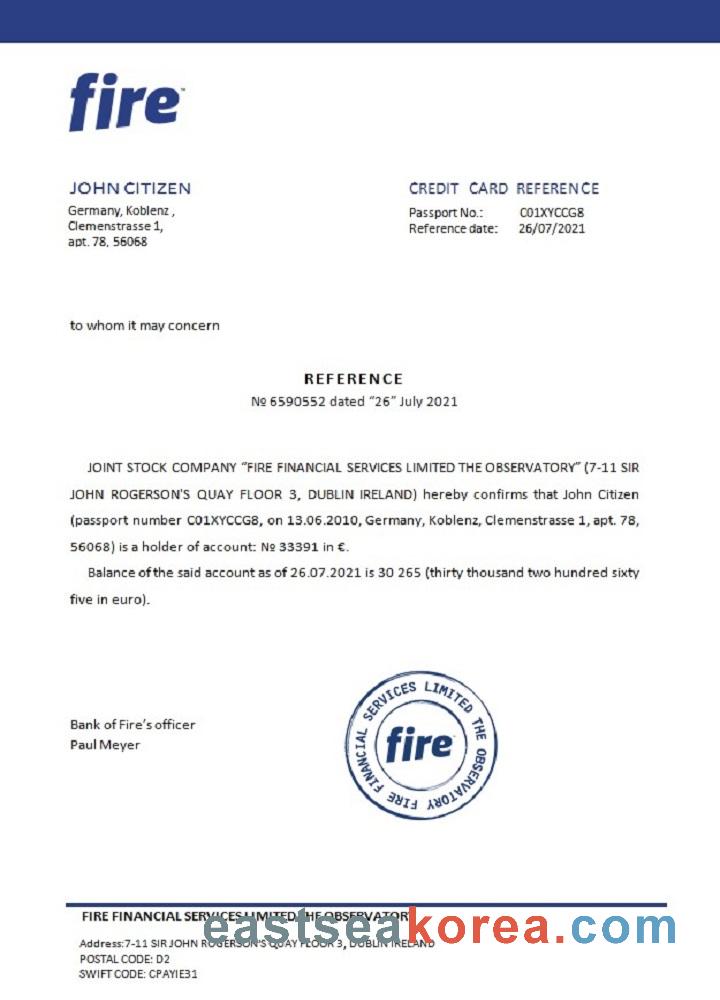 fire
JOHN CITIZEN
Germany, Koblenz ,
Clemenstrasse 1,
apt. 78, 56068
CREDIT CARD REFERENCE
Passport No.: C01XYCCG8
Reference date: 26/07/2021
to whom it may concern
REFERENCE
№ 6590552 dated “26” July 2021
JOINT STOCK COMPANY “FIRE FINANCIAL SERVICES LIMITED THE OBSERVATORY” (7-11 SIR
JOHN ROGERSON’S QUAY FLOOR 3, DUBLIN IRELAND) hereby confirms that John Citizen
(passport number C01XYCCG8, on 13.06.2010, Germany, Koblenz, Clemenstrasse 1, apt. 78,
56068) is a holder of account: № 33391 in €.
Balance of the said account as of 26.07.2021 is 30 265 (thirty thousand two hundred sixty
five in euro).
Bank of Fire’s officer
Paul Meyer
FIRE FINANCIAL SERVICES LIMITED THE OBSERVATORY
fire
FIRE FINANCIAL SERVICES LIMITED THE OBSERVATORY
eastseakorea.com
Address:7-11 SIR JOHN ROGERSON’S QUAY FLOOR 3, DUBLIN IRELAND
POSTAL CODE: D2
SWIFT CODE: CPAYIE31